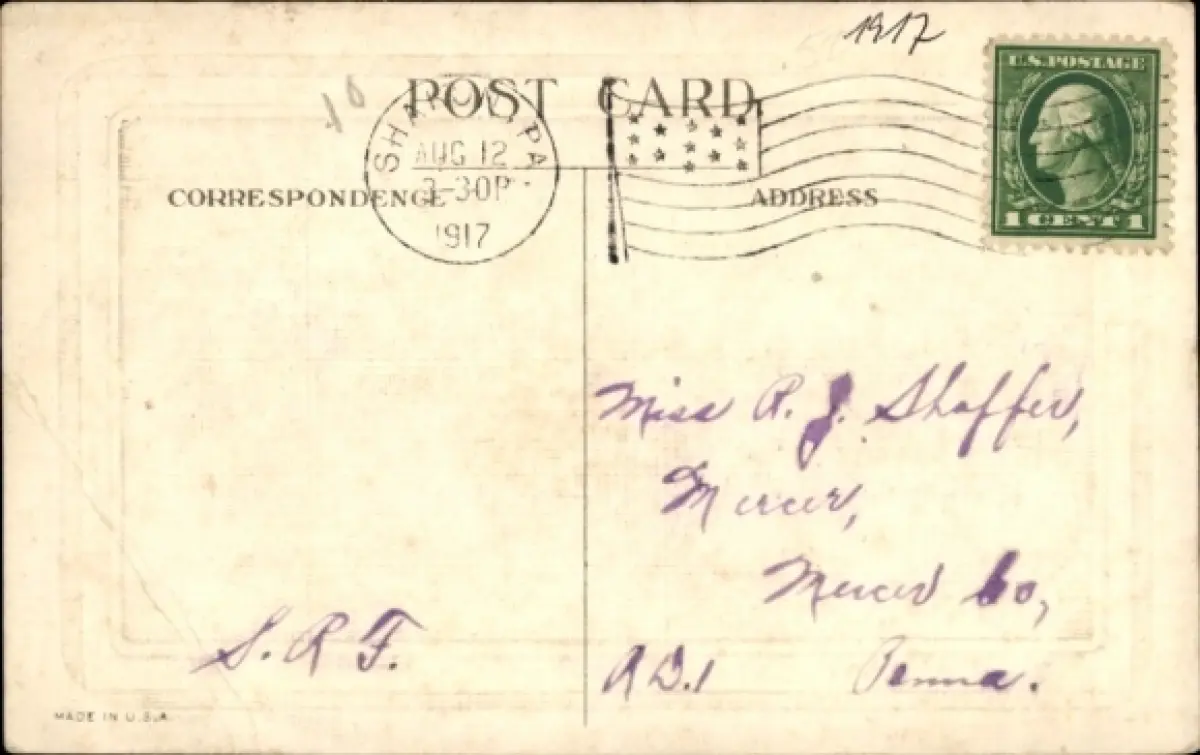 1917
10
POST CARD
SHARON, PA
AUG 12
3-30P
1917
U.S. POSTAGE
1 CENT 1
CORRESPONDENCE
ADDRESS
Miss R. J. Shaffer,
Mercer,
Mercer Co,
R D. 1 Penna.
S. R F.
MADE IN U.S.A.